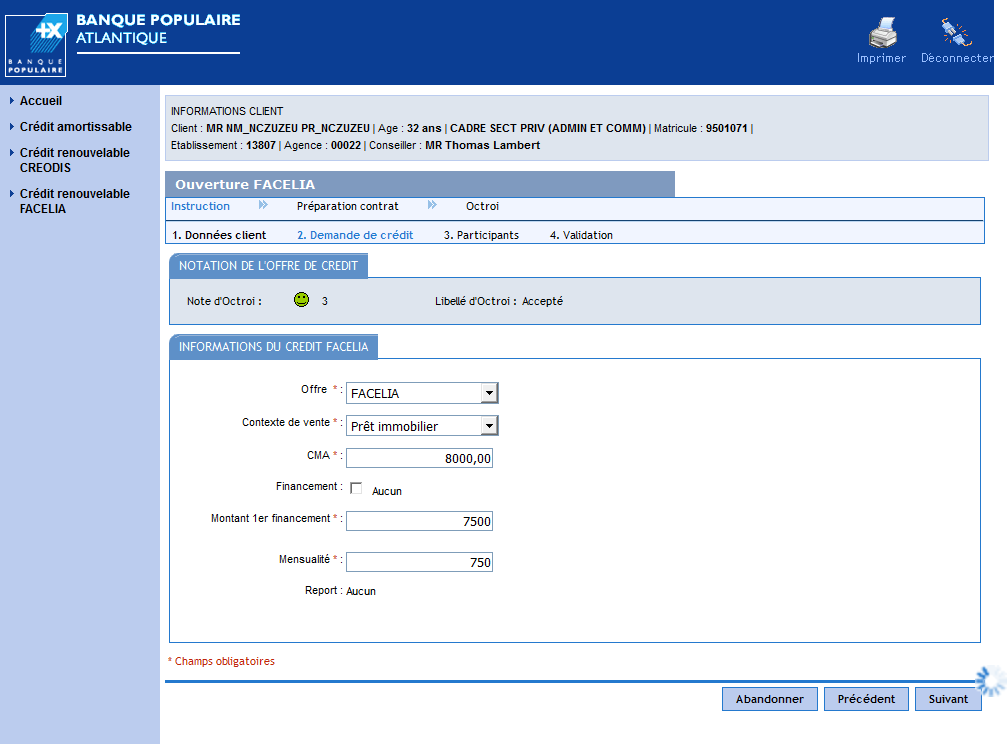 BANQUE POPULAIRE
ATLANTIQUE
BANQUE
POPULAIRE
Imprimer
Déconnecter
Accueil
Crédit amortissable
Crédit renouvelable
CREODIS
Crédit renouvelable
FACELIA
INFORMATIONS CLIENT
Client : MR NM_NCZUZEU PR_NCZUZEU | Age : 32 ans | CADRE SECT PRIV (ADMIN ET COMM) | Matricule : 9501071 |
Etablissement : 13807 | Agence : 00022 | Conseiller : MR Thomas Lambert
Ouverture FACELIA
Instruction Préparation contrat Octroi
1. Données client 2. Demande de crédit 3. Participants 4. Validation
NOTATION DE L'OFFRE DE CREDIT
Note d'Octroi : 3 Libellé d'Octroi : Accepté
INFORMATIONS DU CREDIT FACELIA
Offre * : FACELIA
Contexte de vente * : Prêt immobilier
CMA * : 8000,00
Financement : Aucun
Montant 1er financement * : 7500
Mensualité * : 750
Report : Aucun
* Champs obligatoires
Abandonner Précédent Suivant